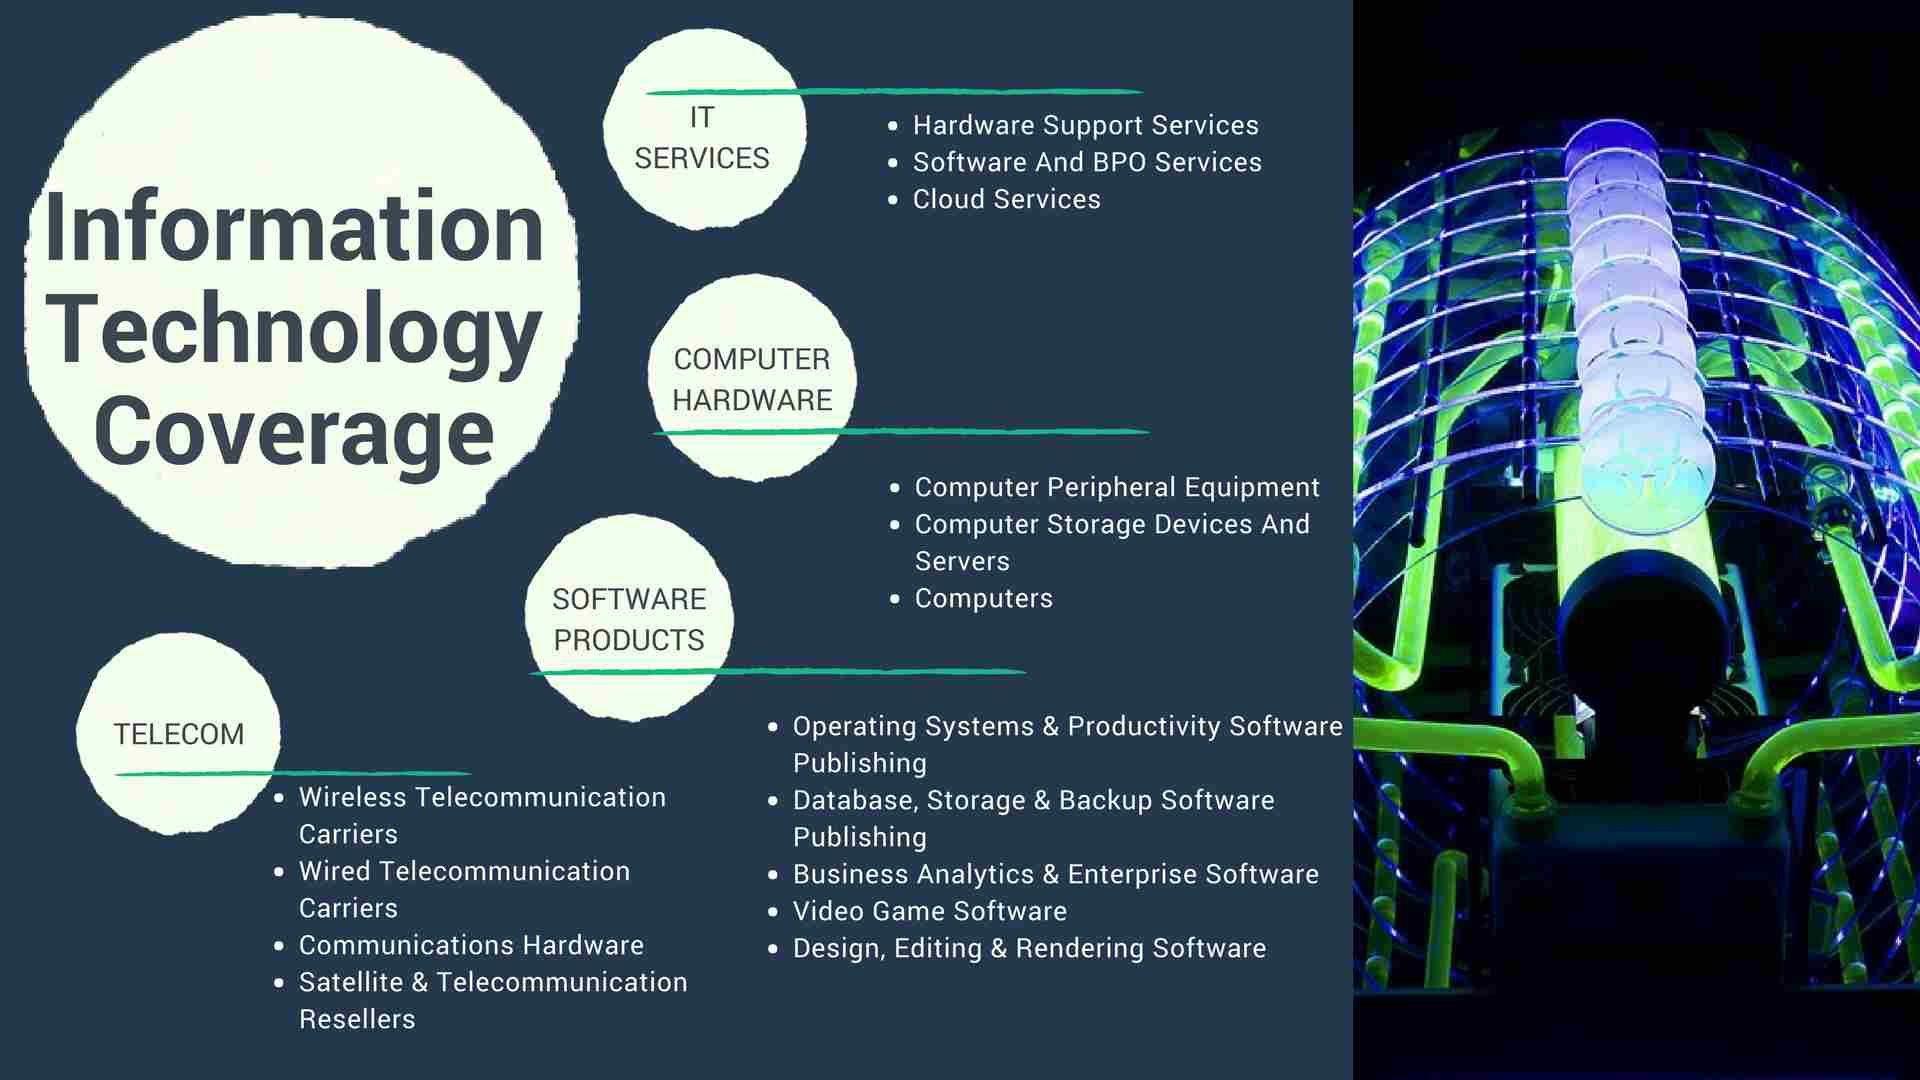 Information
Technology
Coverage
IT
SERVICES
• Hardware Support Services
• Software And BPO Services
• Cloud Services
COMPUTER
HARDWARE
• Computer Peripheral Equipment
• Computer Storage Devices And
Servers
• Computers
SOFTWARE
PRODUCTS
• Operating Systems & Productivity Software
Publishing
• Database, Storage & Backup Software
Publishing
• Business Analytics & Enterprise Software
• Video Game Software
• Design, Editing & Rendering Software
TELECOM
• Wireless Telecommunication
Carriers
• Wired Telecommunication
Carriers
• Communications Hardware
• Satellite & Telecommunication
Resellers